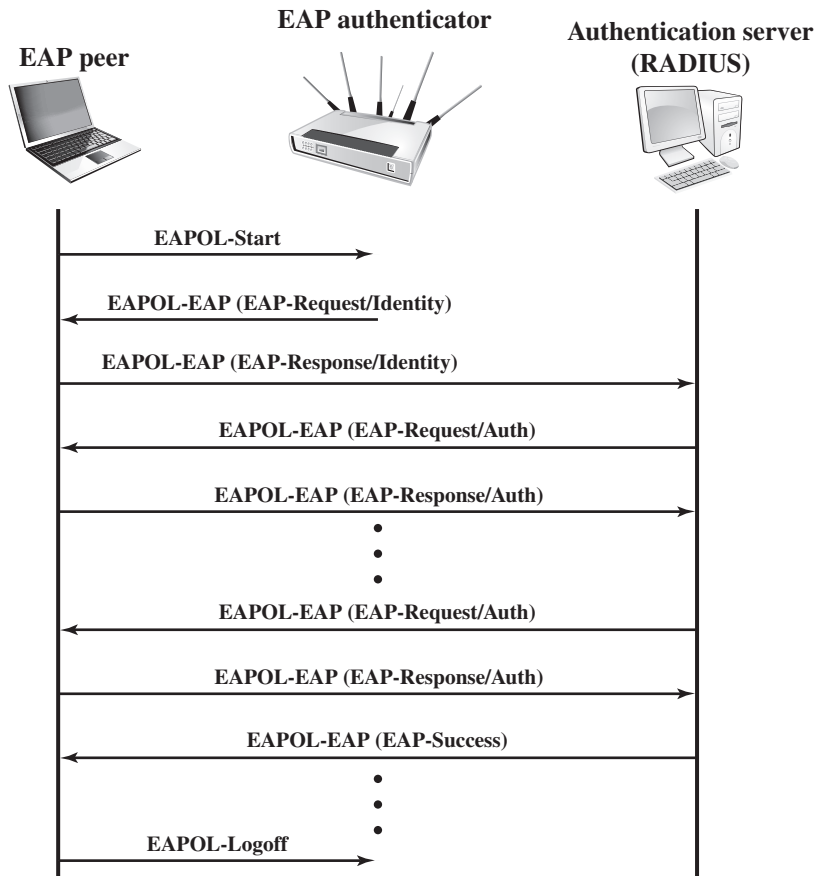 EAP peer
EAP authenticator
Authentication server
(RADIUS)
EAPOL-Start
EAPOL-EAP (EAP-Request/Identity)
EAPOL-EAP (EAP-Response/Identity)
EAPOL-EAP (EAP-Request/Auth)
EAPOL-EAP (EAP-Response/Auth)
EAPOL-EAP (EAP-Request/Auth)
EAPOL-EAP (EAP-Response/Auth)
EAPOL-EAP (EAP-Success)
EAPOL-Logoff